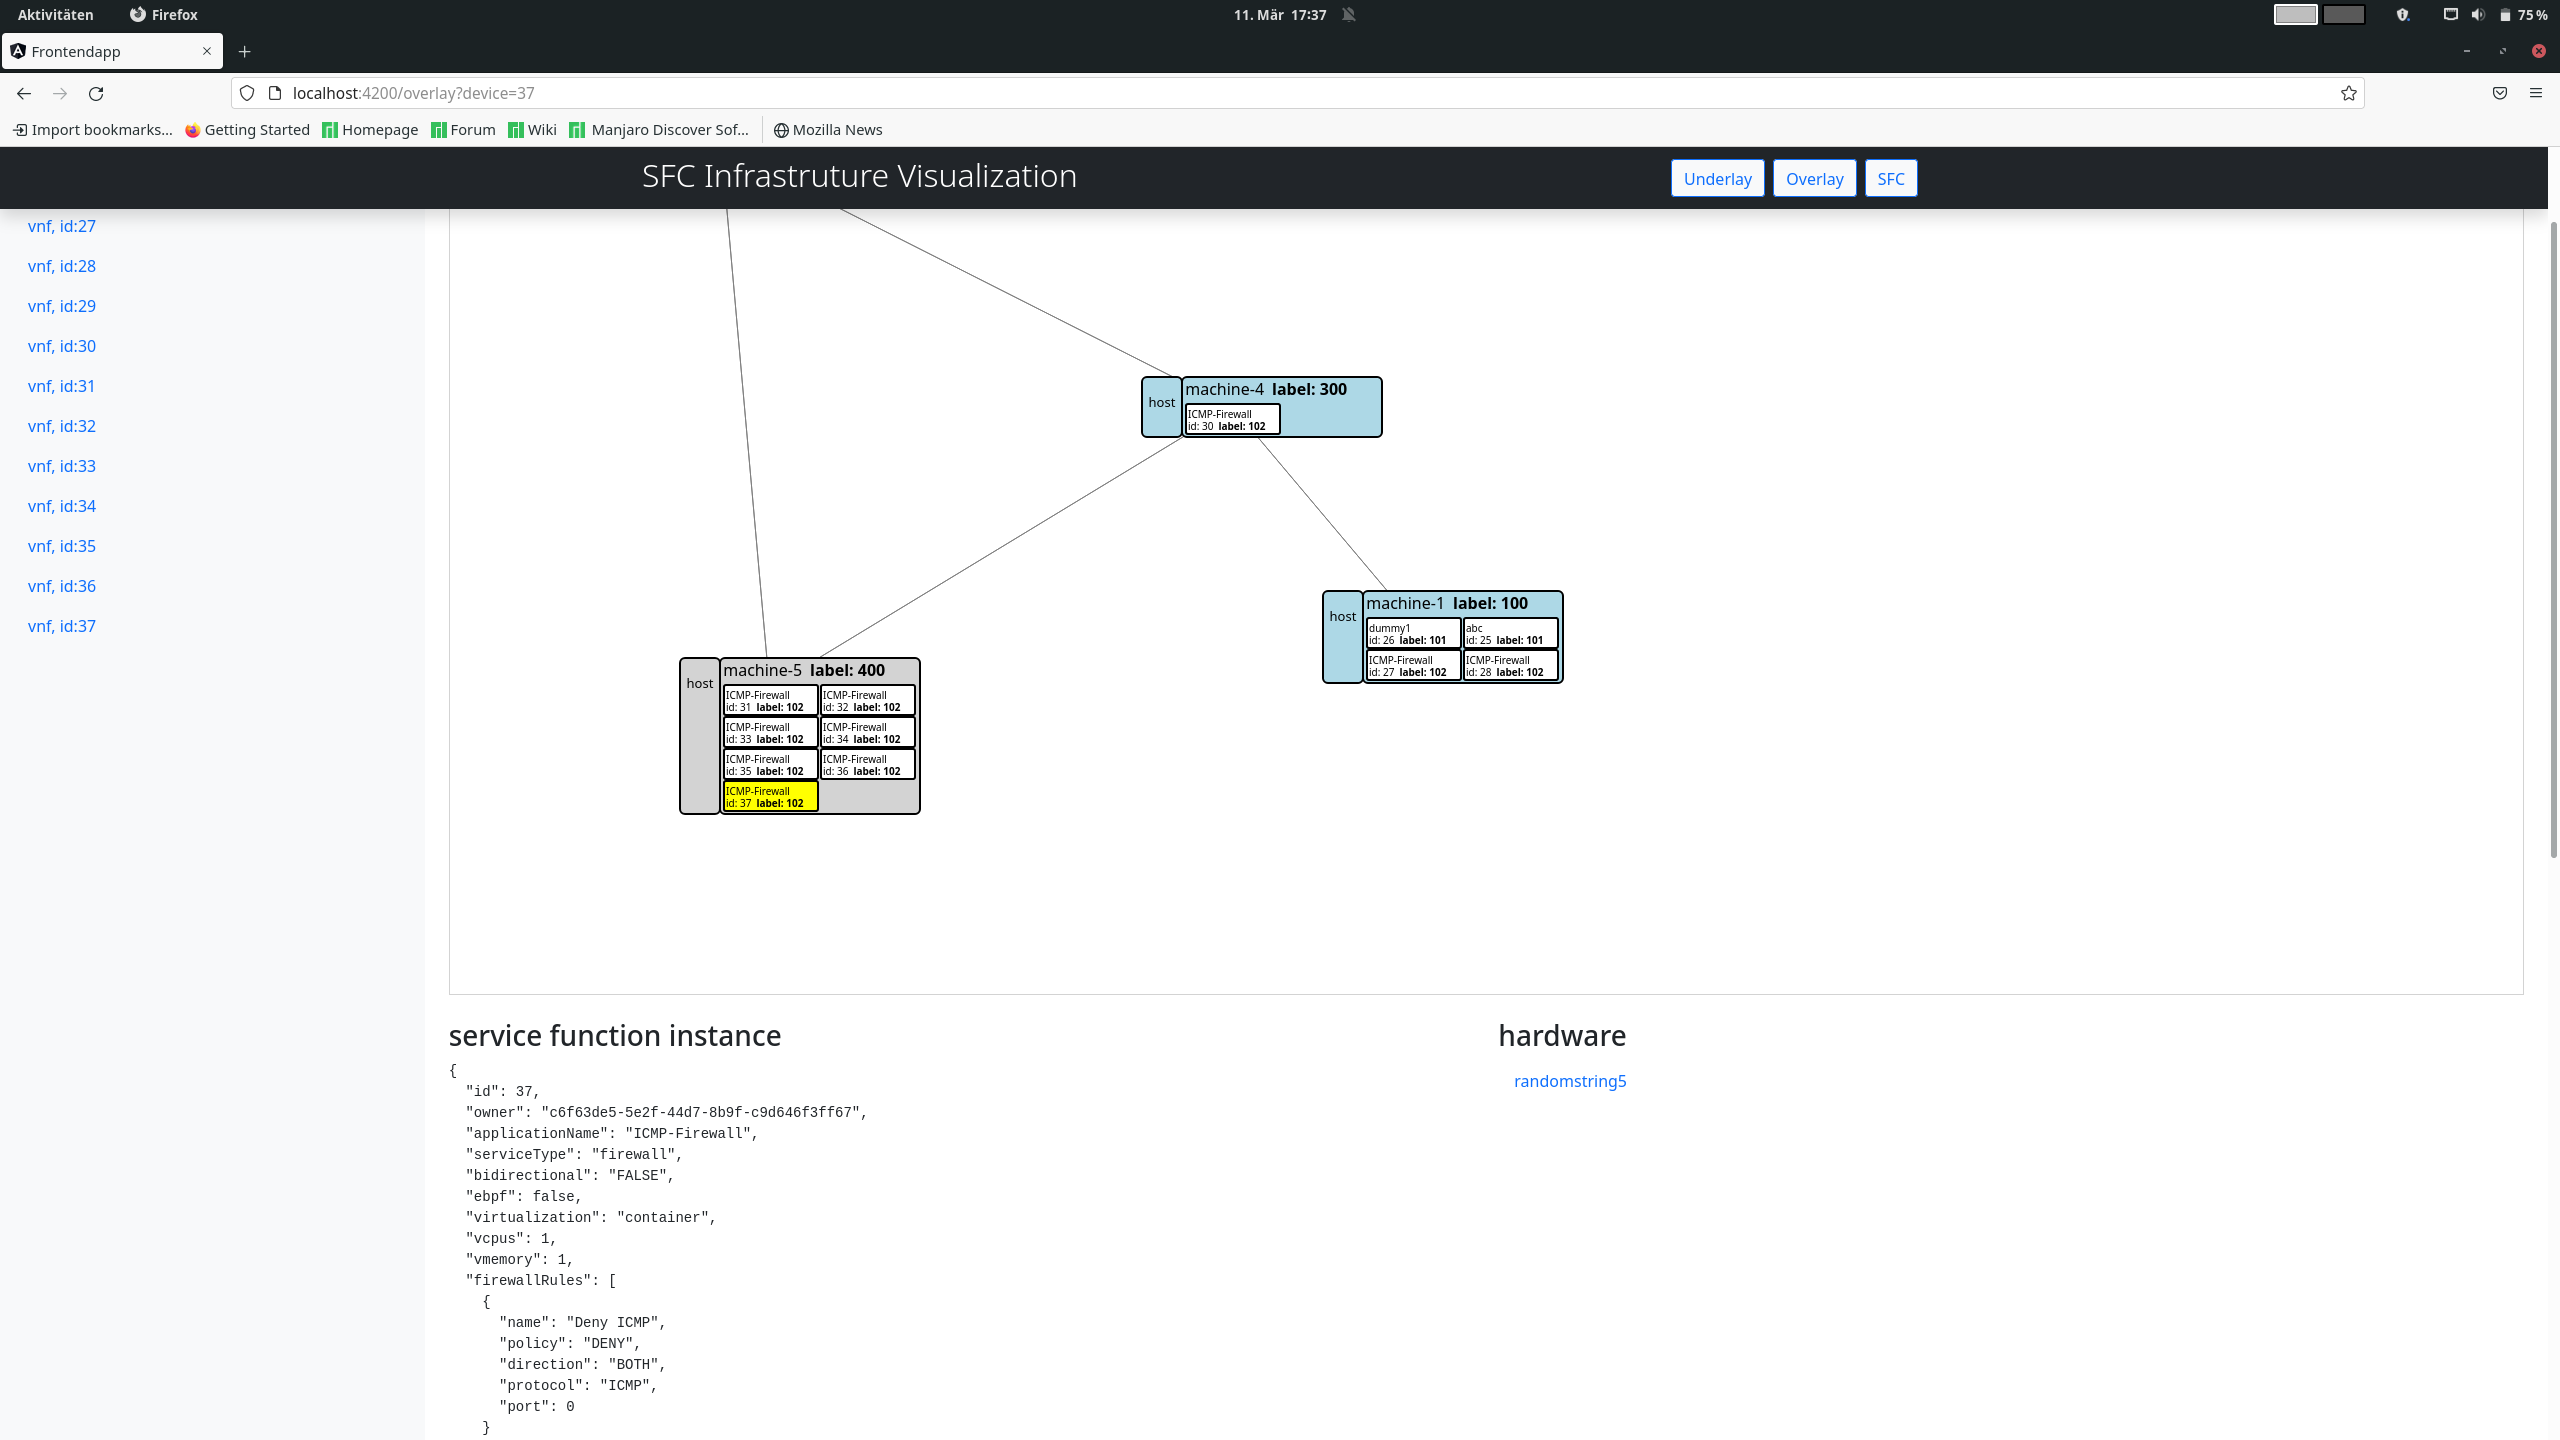 Aktivitäten Firefox 11. Mär 17:37 75 %
Frontendapp
localhost:4200/overlay?device=37
Import bookmarks... Getting Started Homepage Forum Wiki Manjaro Discover Sof... Mozilla News
SFC Infrastruture Visualization Underlay Overlay SFC
vnf, id:27
vnf, id:28
vnf, id:29
vnf, id:30
vnf, id:31
vnf, id:32
vnf, id:33
vnf, id:34
vnf, id:35
vnf, id:36
vnf, id:37
host machine-4 label: 300
ICMP-Firewall
id: 30 label: 102
host machine-1 label: 100
dummy1 abc
id: 26 label: 101 id: 25 label: 101
ICMP-Firewall ICMP-Firewall
id: 27 label: 102 id: 28 label: 102
host machine-5 label: 400
ICMP-Firewall ICMP-Firewall
id: 31 label: 102 id: 32 label: 102
ICMP-Firewall ICMP-Firewall
id: 33 label: 102 id: 34 label: 102
ICMP-Firewall ICMP-Firewall
id: 35 label: 102 id: 36 label: 102
ICMP-Firewall
id: 37 label: 102
service function instance
{
  "id": 37,
  "owner": "c6f63de5-5e2f-44d7-8b9f-c9d646f3ff67",
  "applicationName": "ICMP-Firewall",
  "serviceType": "firewall",
  "bidirectional": "FALSE",
  "ebpf": false,
  "virtualization": "container",
  "vcpus": 1,
  "vmemory": 1,
  "firewallRules": [
    {
      "name": "Deny ICMP",
      "policy": "DENY",
      "direction": "BOTH",
      "protocol": "ICMP",
      "port": 0
    }
hardware
randomstring5